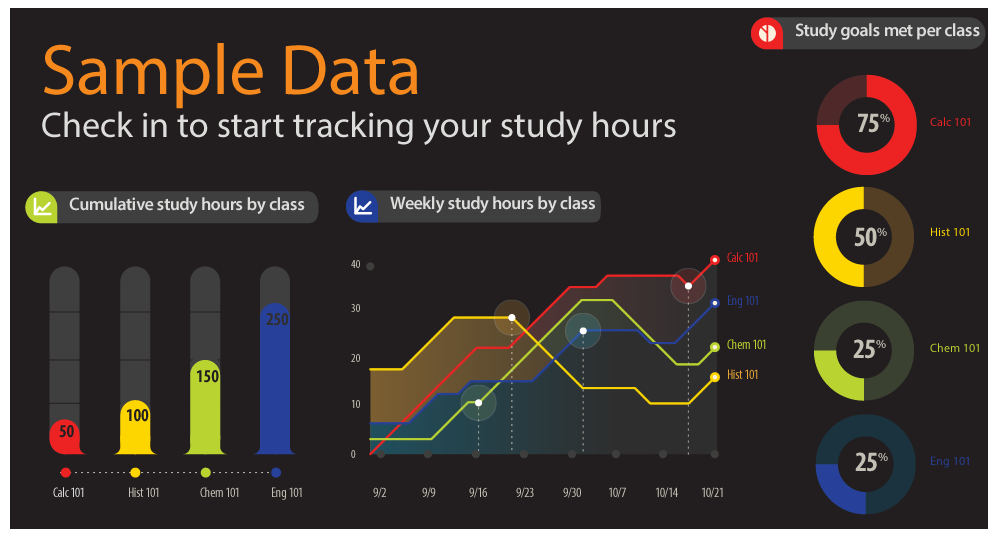 Sample Data
Check in to start tracking your study hours
Cumulative study hours by class
50
100
150
250
Calc 101
Hist 101
Chem 101
Eng 101
Weekly study hours by class
40
30
20
10
0
9/2
9/9
9/16
9/23
9/30
10/7
10/14
10/21
Calc 101
Eng 101
Chem 101
Hist 101
Study goals met per class
75%
Calc 101
50%
Hist 101
25%
Chem 101
25%
Eng 101